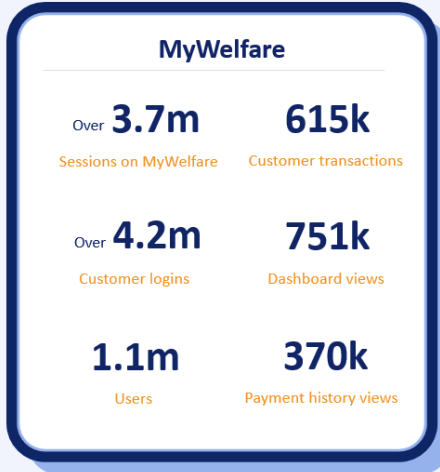 MyWelfare
Over 3.7m
Sessions on MyWelfare
615k
Customer transactions
Over 4.2m
Customer logins
751k
Dashboard views
1.1m
Users
370k
Payment history views